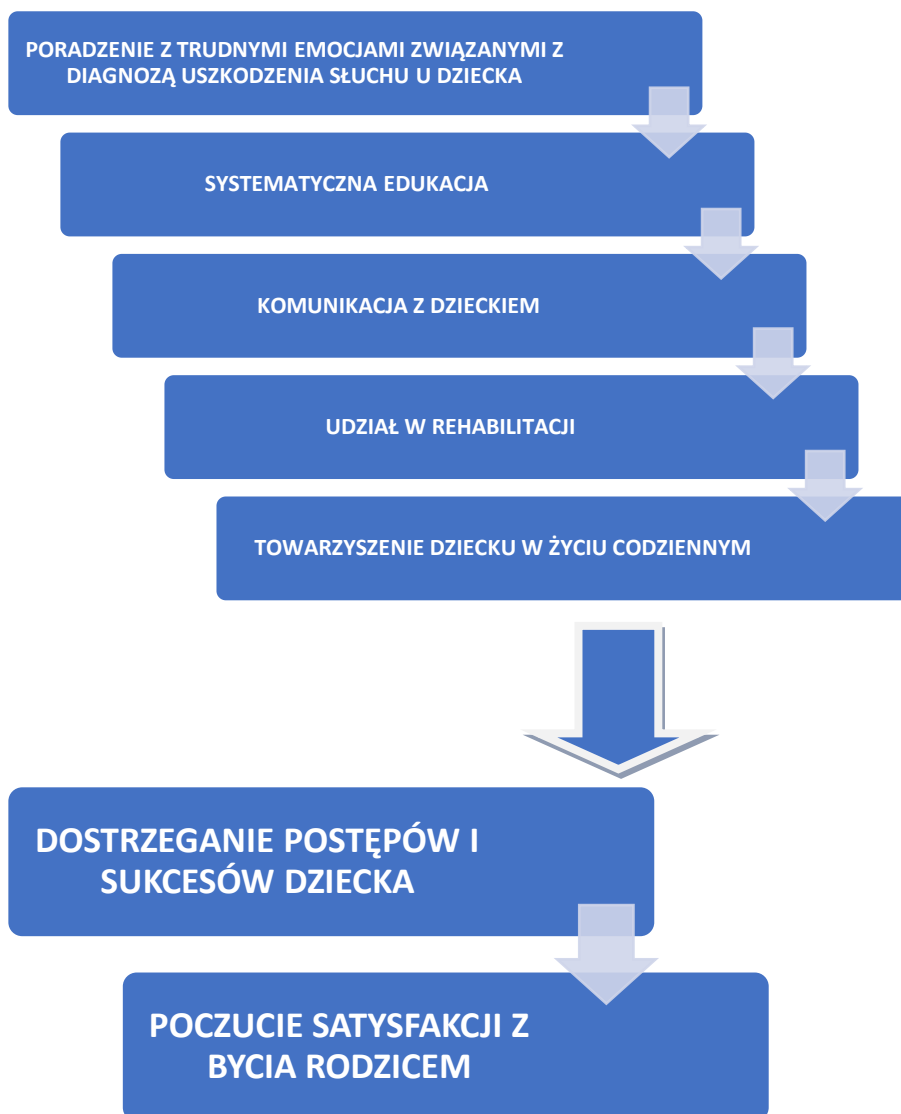 PORADZENIE Z TRUDNYMI EMOCJAMI ZWIĄZANYMI Z
DIAGNOZĄ USZKODZENIA SŁUCHU U DZIECKA
SYSTEMATYCZNA EDUKACJA
KOMUNIKACJA Z DZIECKIEM
UDZIAŁ W REHABILITACJI
TOWARZYSZENIE DZIECKU W ŻYCIU CODZIENNYM
DOSTRZEGANIE POSTĘPÓW I
SUKCESÓW DZIECKA
POCZUCIE SATYSFAKCJI Z
BYCIA RODZICEM